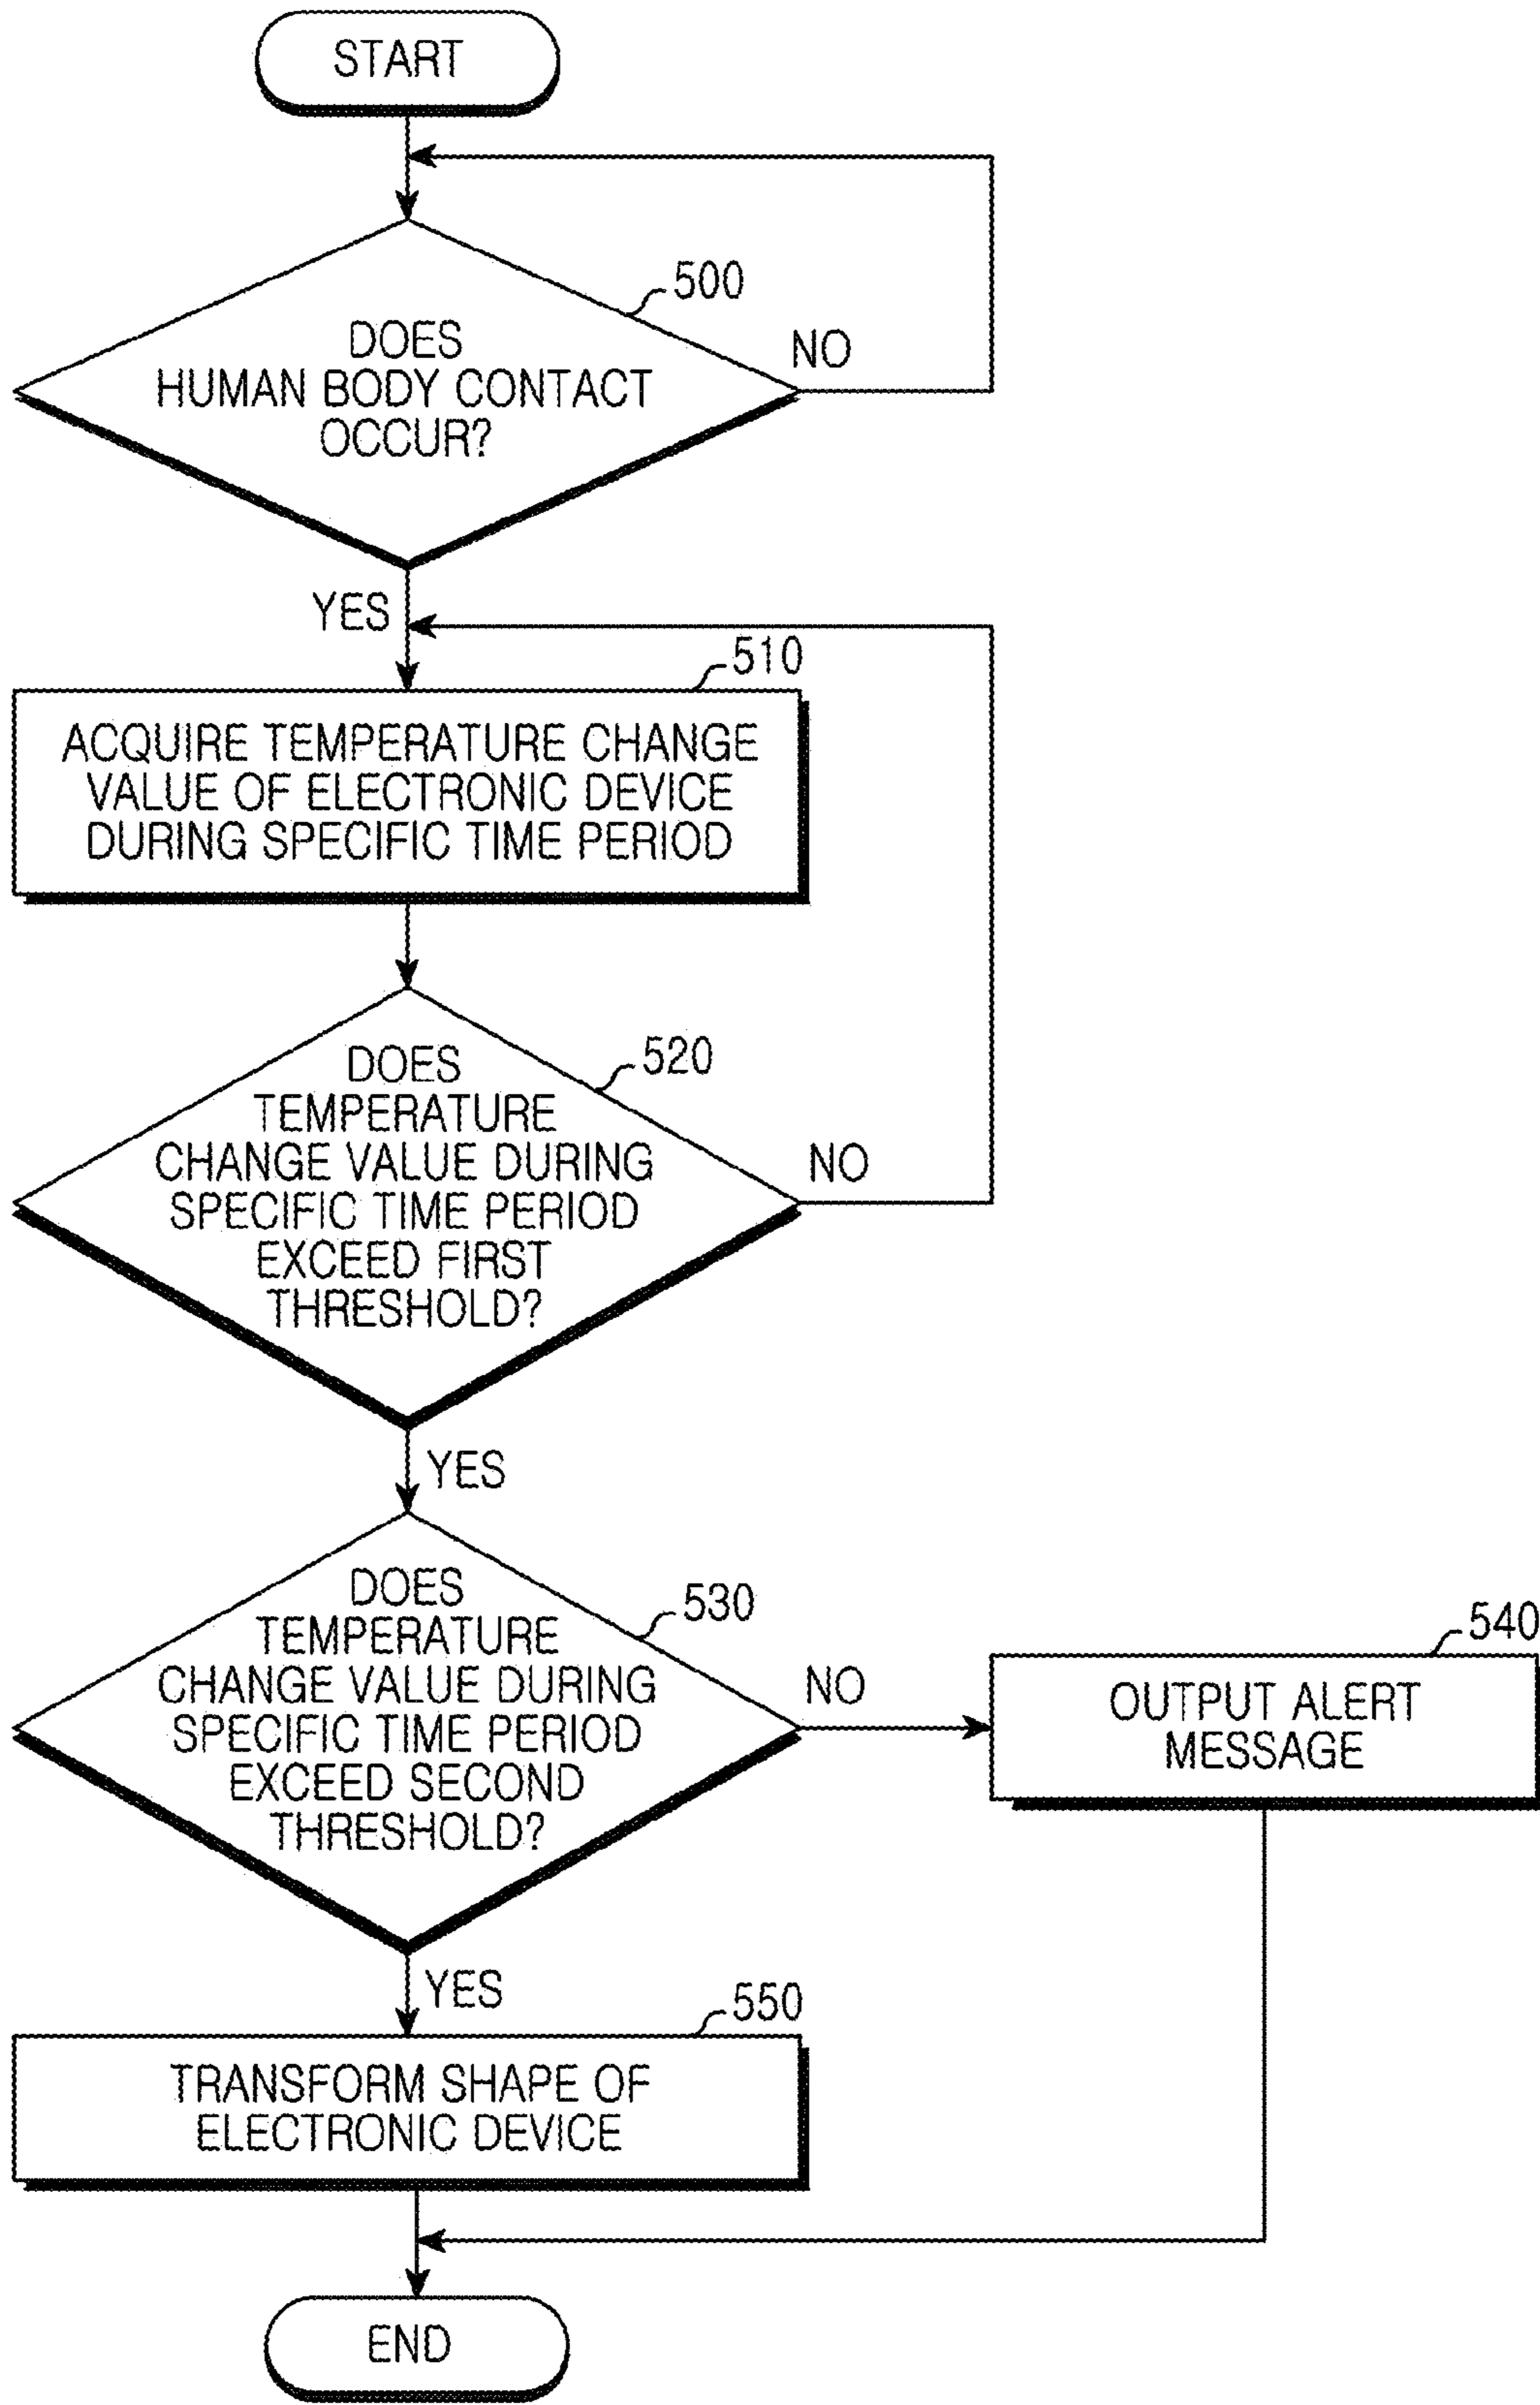 START
500
DOES
HUMAN BODY CONTACT
OCCUR?
NO
YES
510
ACQUIRE TEMPERATURE CHANGE
VALUE OF ELECTRONIC DEVICE
DURING SPECIFIC TIME PERIOD
520
DOES
TEMPERATURE
CHANGE VALUE DURING
SPECIFIC TIME PERIOD
EXCEED FIRST
THRESHOLD?
NO
YES
530
DOES
TEMPERATURE
CHANGE VALUE DURING
SPECIFIC TIME PERIOD
EXCEED SECOND
THRESHOLD?
NO
540
OUTPUT ALERT
MESSAGE
YES
550
TRANSFORM SHAPE OF
ELECTRONIC DEVICE
END